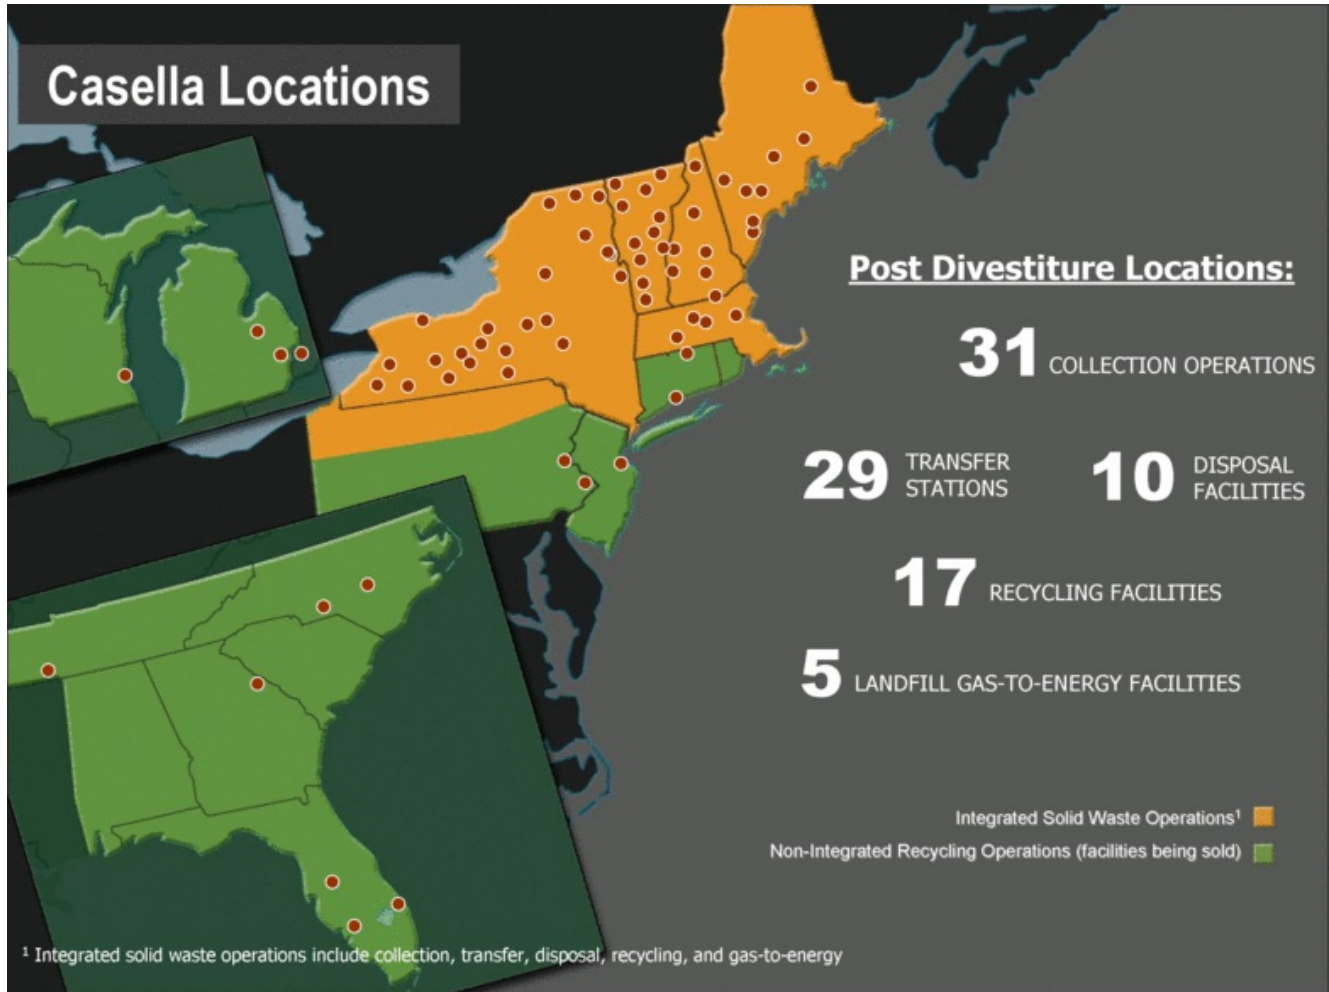 Casella Locations
Post Divestiture Locations:
31 COLLECTION OPERATIONS
29 TRANSFER
STATIONS
10 DISPOSAL
FACILITIES
17 RECYCLING FACILITIES
5 LANDFILL GAS-TO-ENERGY FACILITIES
Integrated Solid Waste Operations¹
Non-Integrated Recycling Operations (facilities being sold)
¹ Integrated solid waste operations include collection, transfer, disposal, recycling, and gas-to-energy